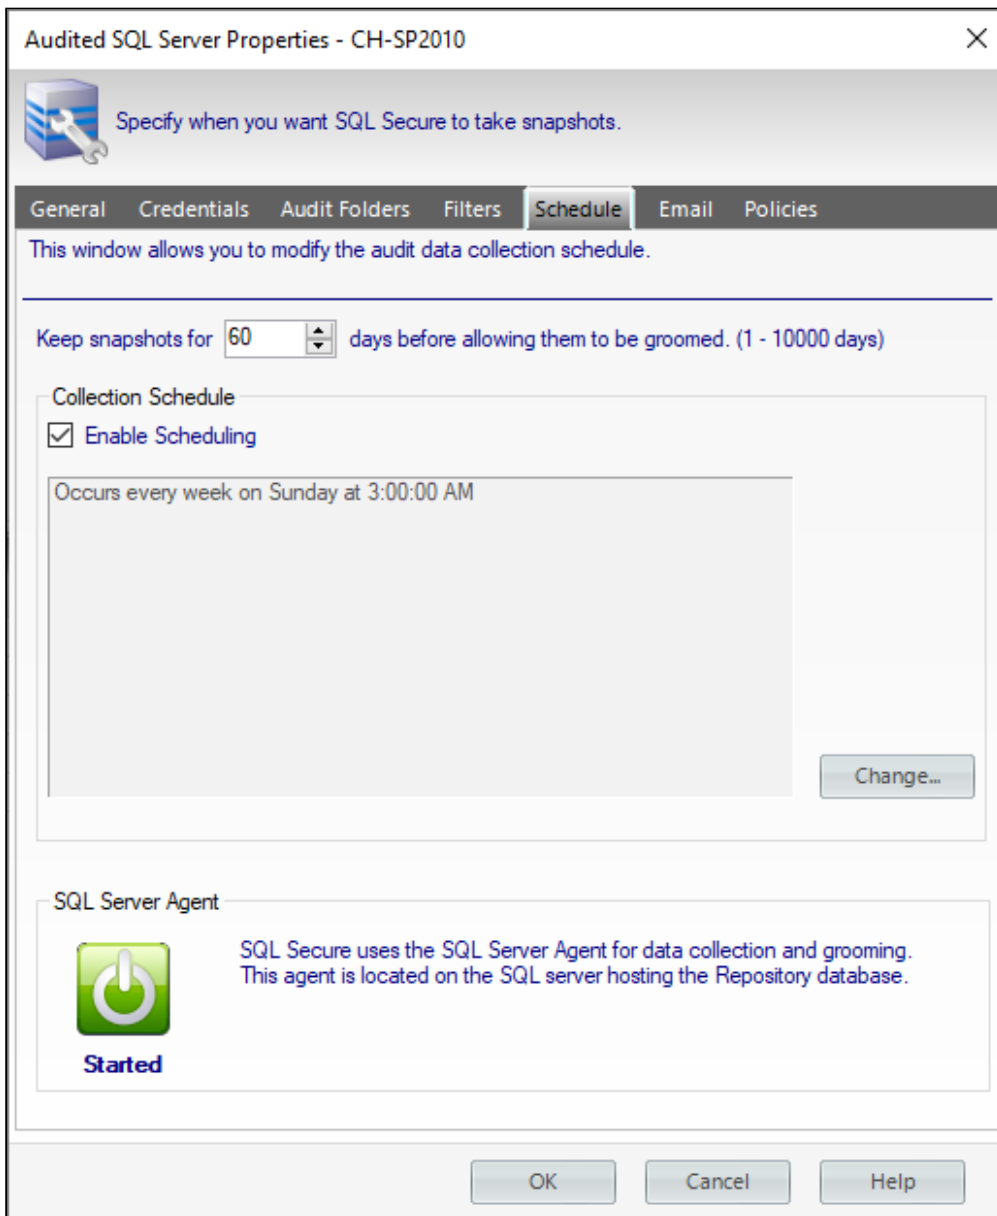 Audited SQL Server Properties - CH-SP2010
Specify when you want SQL Secure to take snapshots.
General Credentials Audit Folders Filters Schedule Email Policies
This window allows you to modify the audit data collection schedule.
Keep snapshots for 60 days before allowing them to be groomed. (1 - 10000 days)
Collection Schedule
Enable Scheduling
Occurs every week on Sunday at 3:00:00 AM
Change...
SQL Server Agent
SQL Secure uses the SQL Server Agent for data collection and grooming.
This agent is located on the SQL server hosting the Repository database.
Started
OK Cancel Help